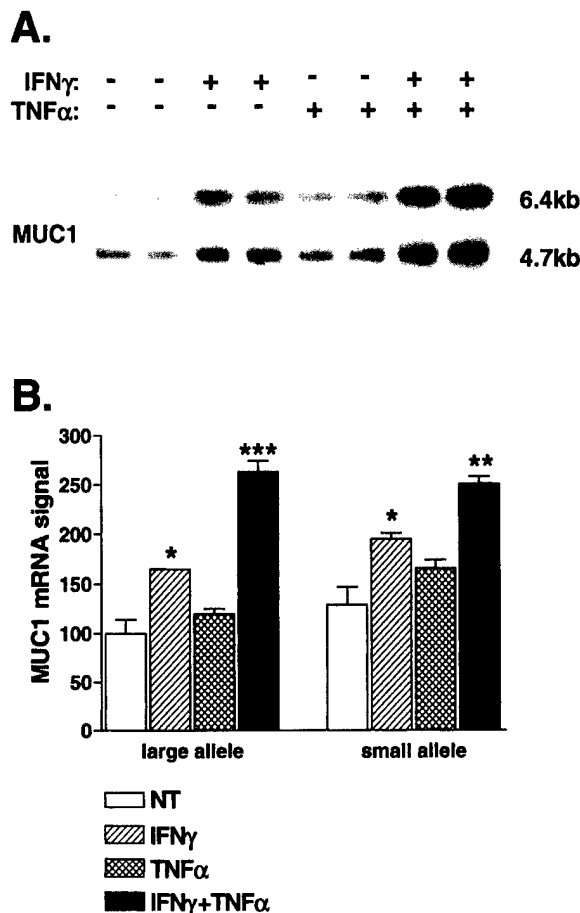 A.
IFNγ: - - + + - - + +
TNFα: - - - - + + + +
6.4kb
MUC1
4.7kb
B.
300
250
200
150
100
50
0
MUC1 mRNA signal
*
***
*
**
large allele
small allele
NT
IFNγ
TNFα
IFNγ+TNFα